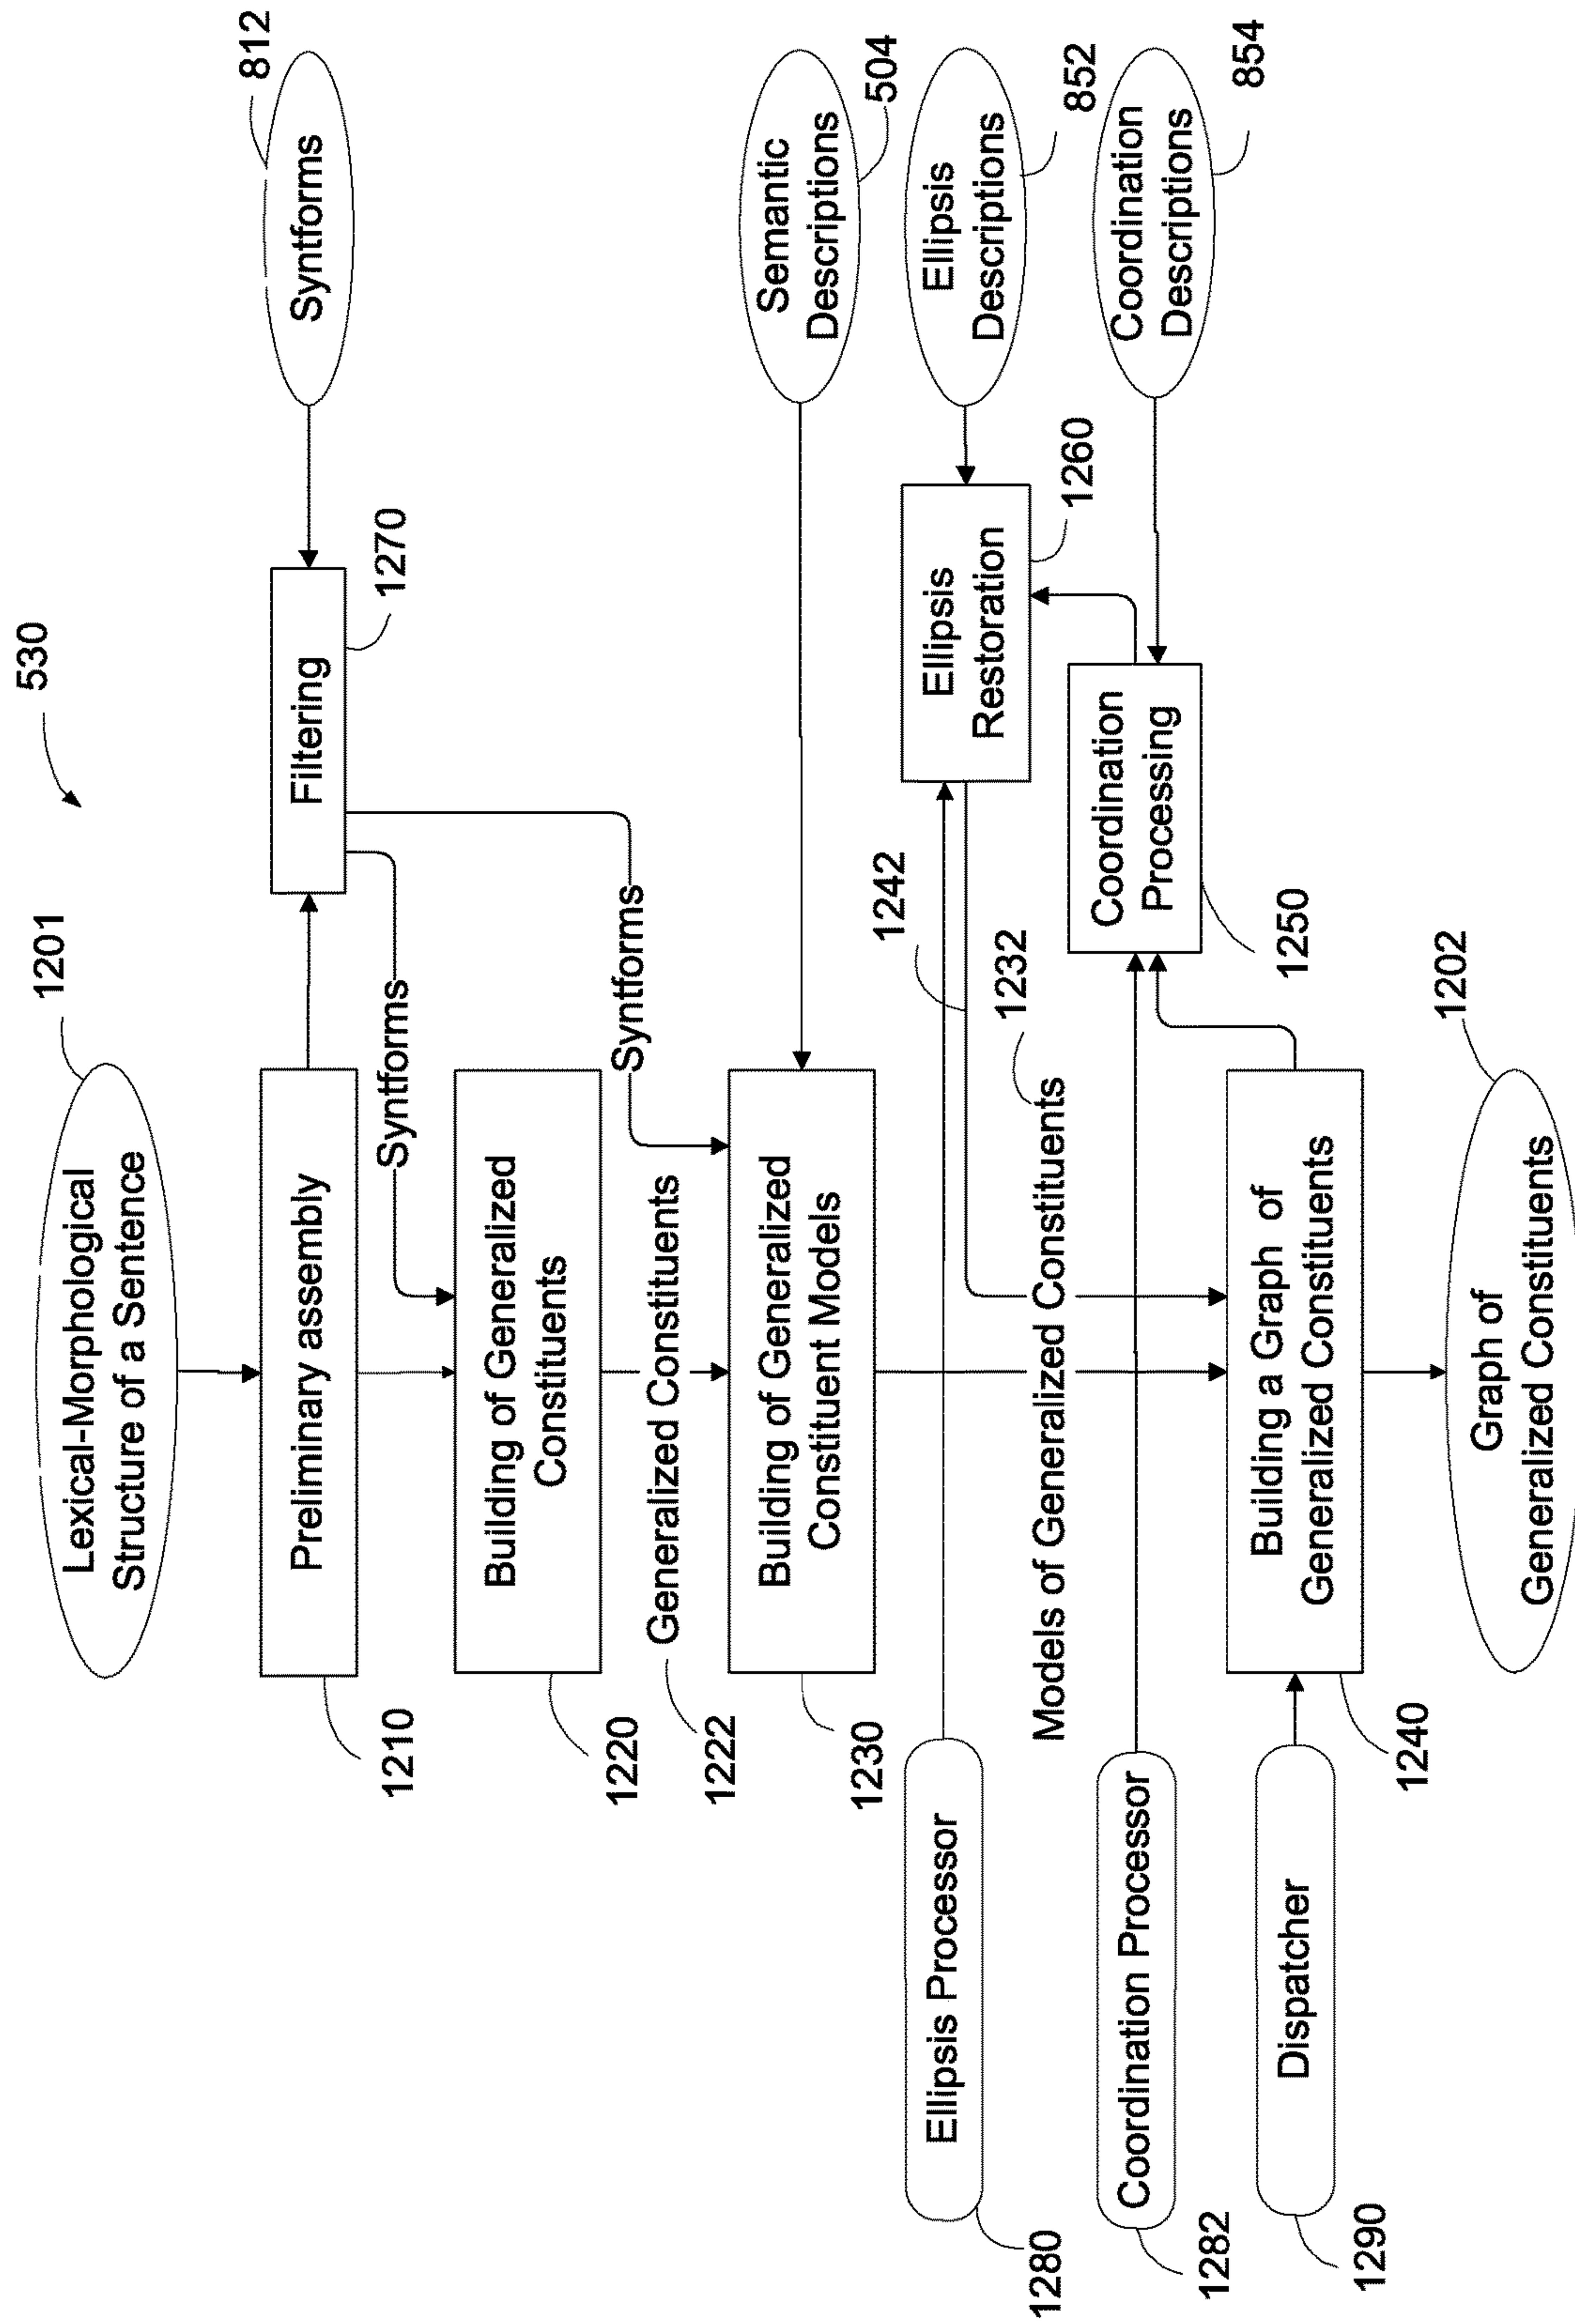 530
1201
Lexical-Morphological
Structure of a Sentence
812
Syntforms
Preliminary assembly
1210
Filtering
1270
Syntforms
Building of Generalized
Constituents
1220
Syntforms
Generalized Constituents
1222
Building of Generalized
Constituent Models
1230
Semantic
Descriptions
504
Ellipsis Processor
1280
1242
Ellipsis
Restoration
1260
Ellipsis
Descriptions
852
Models of Generalized Constituents
1232
Coordination Processor
1282
Coordination
Processing
1250
Coordination
Descriptions
854
Dispatcher
1290
Building a Graph of
Generalized Constituents
1240
Graph of
Generalized Constituents
1202